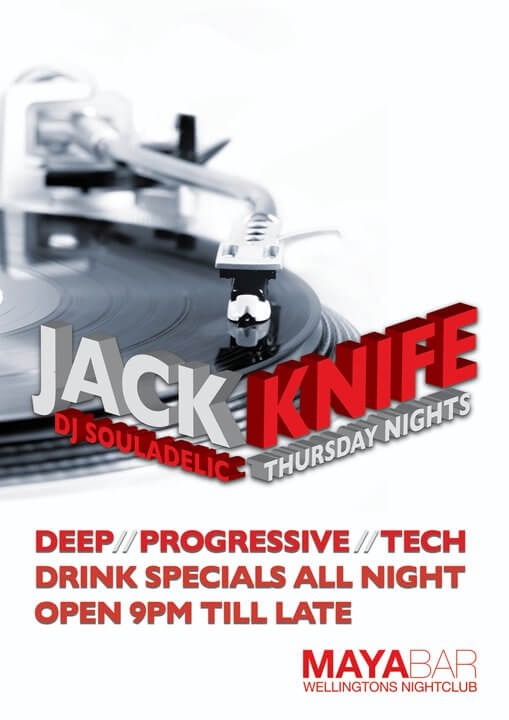 JACK KNIFE
DJ SOULADELIC THURSDAY NIGHTS
DEEP//PROGRESSIVE//TECH
DRINK SPECIALS ALL NIGHT
OPEN 9PM TILL LATE
MAYABAR
WELLINGTONS NIGHTCLUB